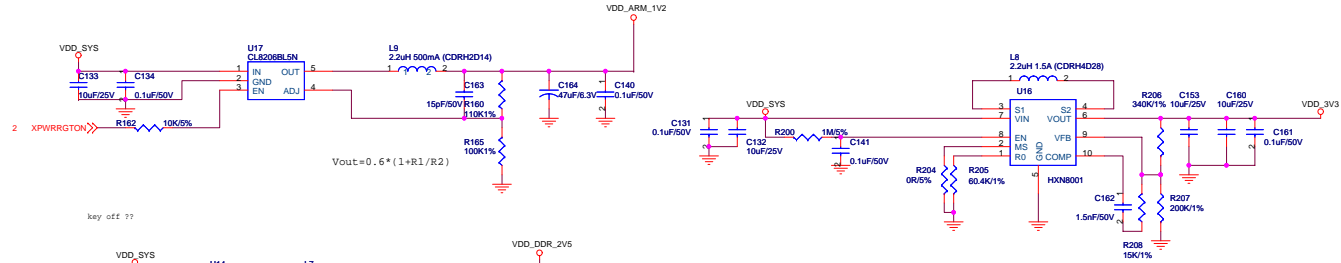 VDD_ARM_1V2
VDD_SYS
U17
CL8206BL5N
L9
2.2uH 500mA (CDRH2D14)
C133
10uF/25V
C134
0.1uF/50V
1 IN OUT 5
2 GND
3 EN ADJ 4
1 2
C163
15pF/50V
R160
110K1%
C164
47uF/6.3V
C140
0.1uF/50V
2 XPWRRGTON
R162
10K/5%
R165
100K1%
Vout=0.6*(1+R1/R2)
key off ??
L8
2.2uH 1.5A (CDRH4D28)
1 2
U16
VDD_SYS
3 S1 S2 4
7 VIN VOUT 6
8 EN VFB 9
2 MS
1 R0 COMP 10
GND
5
HXN8001
C131
0.1uF/50V
C132
10uF/25V
R200
1M/5%
C141
0.1uF/50V
R204
0R/5%
R205
60.4K/1%
R206
340K/1%
C153
10uF/25V
C160
10uF/25V
VDD_3V3
C161
0.1uF/50V
C162
1.5nF/50V
R207
200K/1%
R208
15K/1%
VDD_SYS
VDD_DDR_2V5